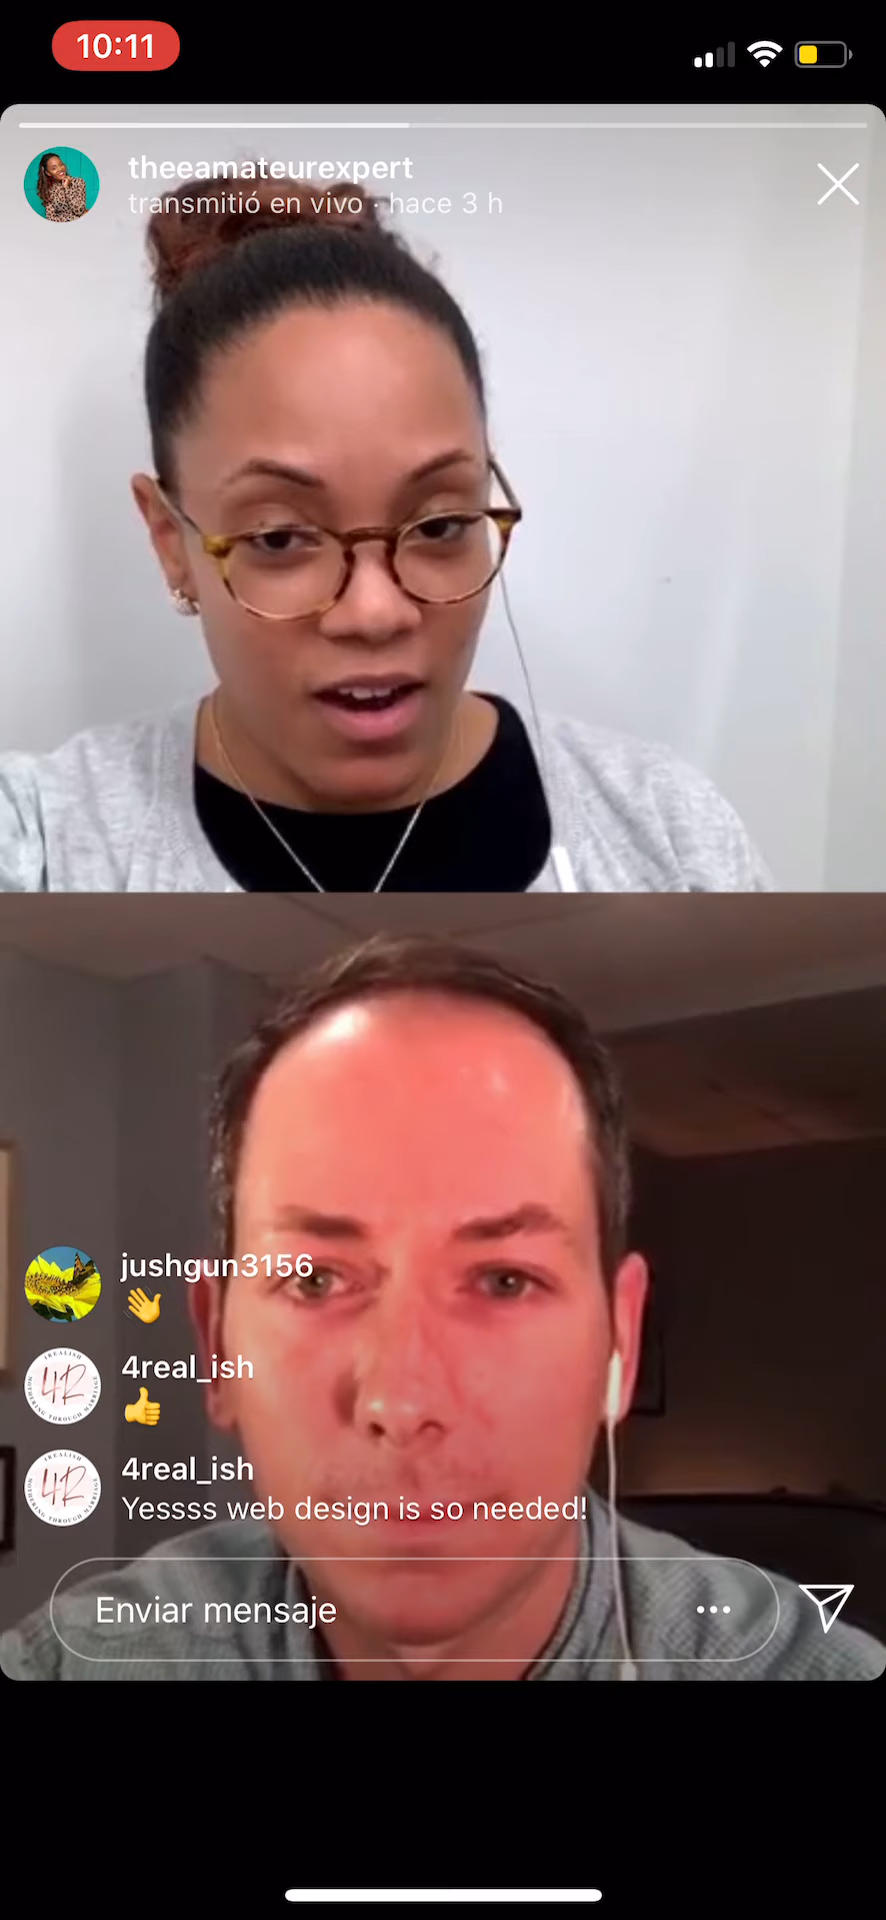 10:11
theeamateurexpert
transmitió en vivo · hace 3 h
jushgun3156
4real_ish
4real_ish
Yessss web design is so needed!
Enviar mensaje